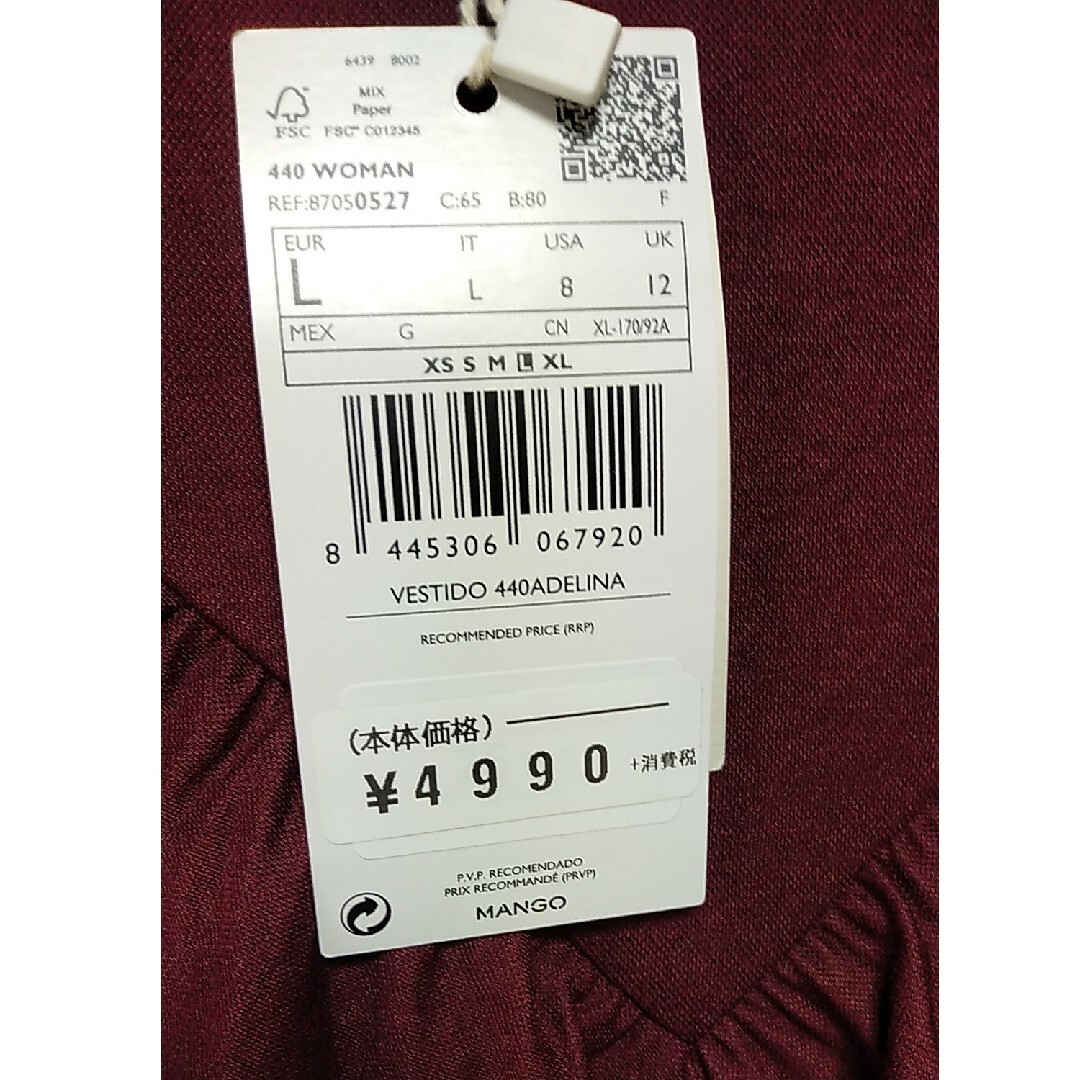 6439 8002
MIX
Paper
FSC FSC™ C012345
440 WOMAN
REF:87050527 C:65 B:80 F
EUR IT USA UK
L L 8 12
MEX G CN XL-170/92A
XS S M L XL
8 445306 067920
VESTIDO 440ADELINA
RECOMMENDED PRICE (RRP)
(本体価格)
¥4990 +消費税
P.V.P. RECOMENDADO
PRIX RECOMMANDÉ (PRVP)
MANGO